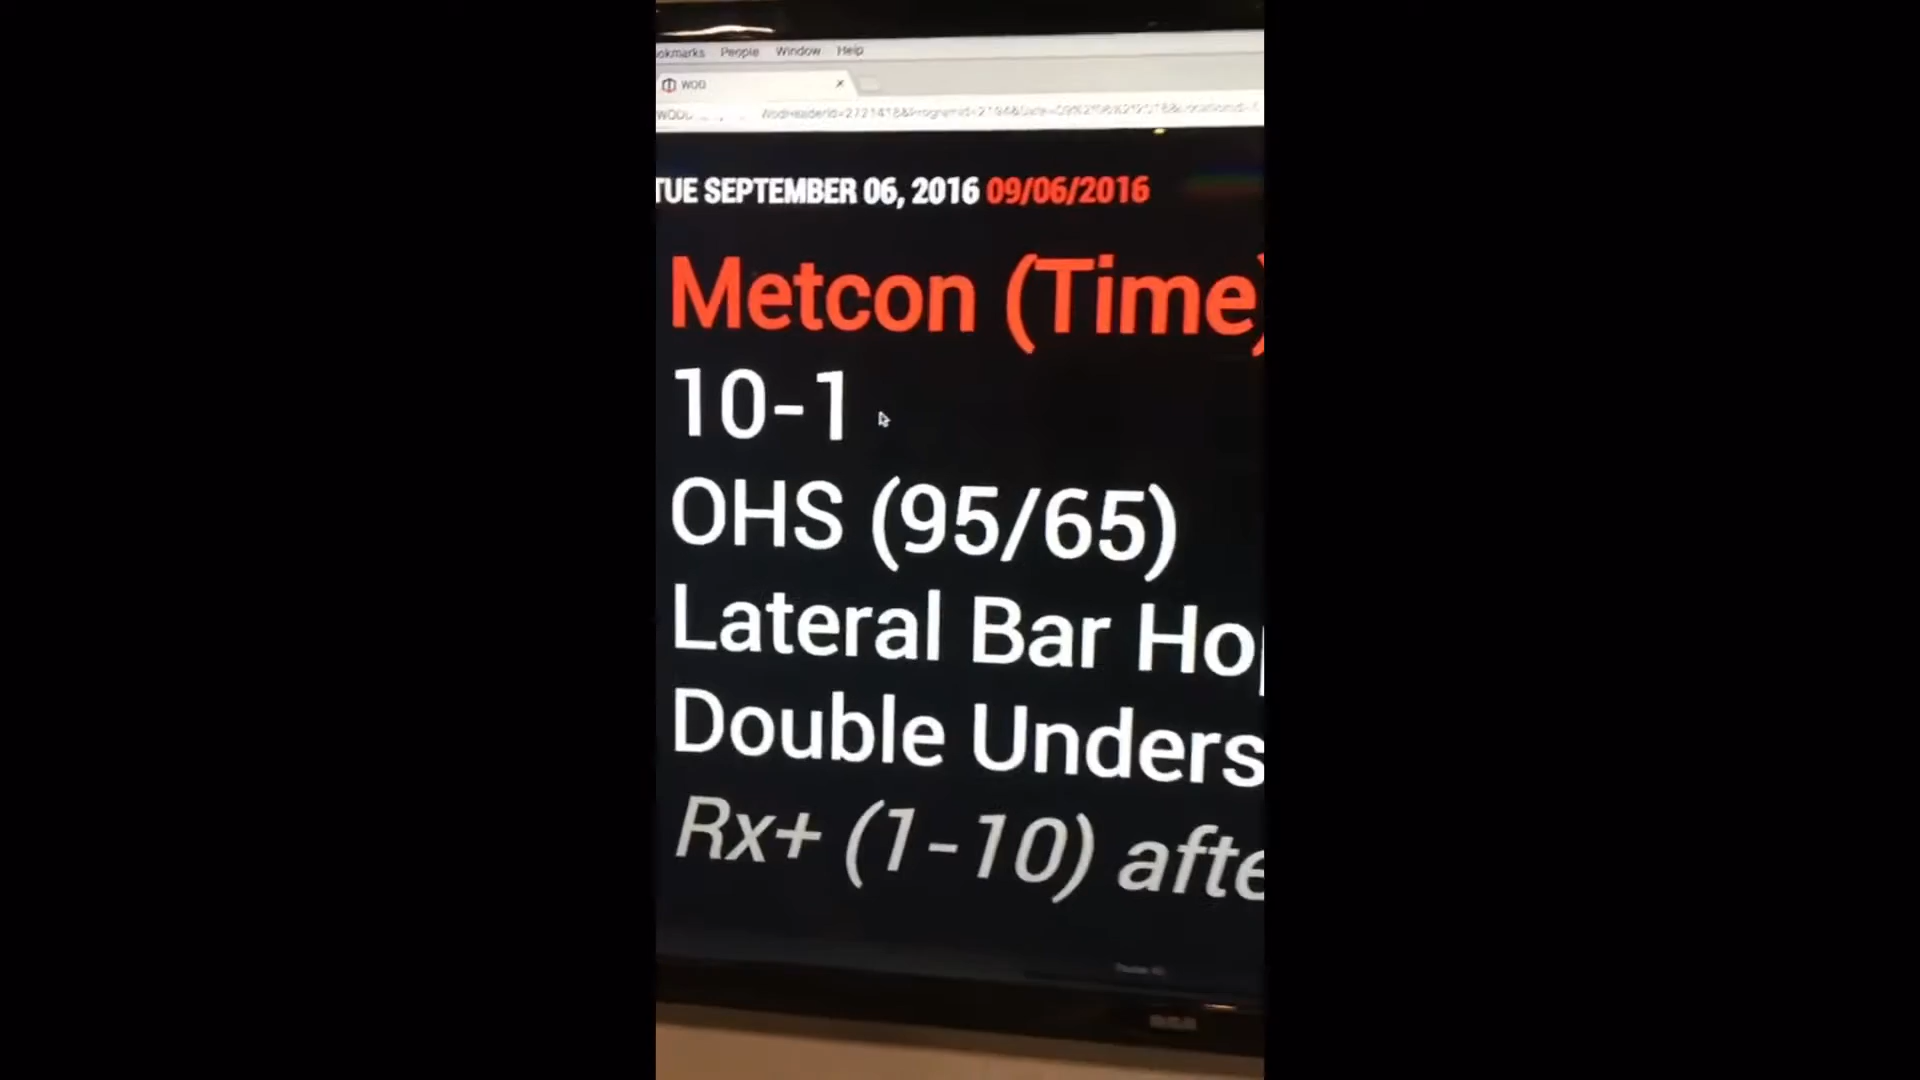 People Window Help
WOD
TUE SEPTEMBER 06, 2016 09/06/2016
Metcon (Time)
10-1
OHS (95/65)
Lateral Bar Ho
Double Unders
Rx+ (1-10) afte